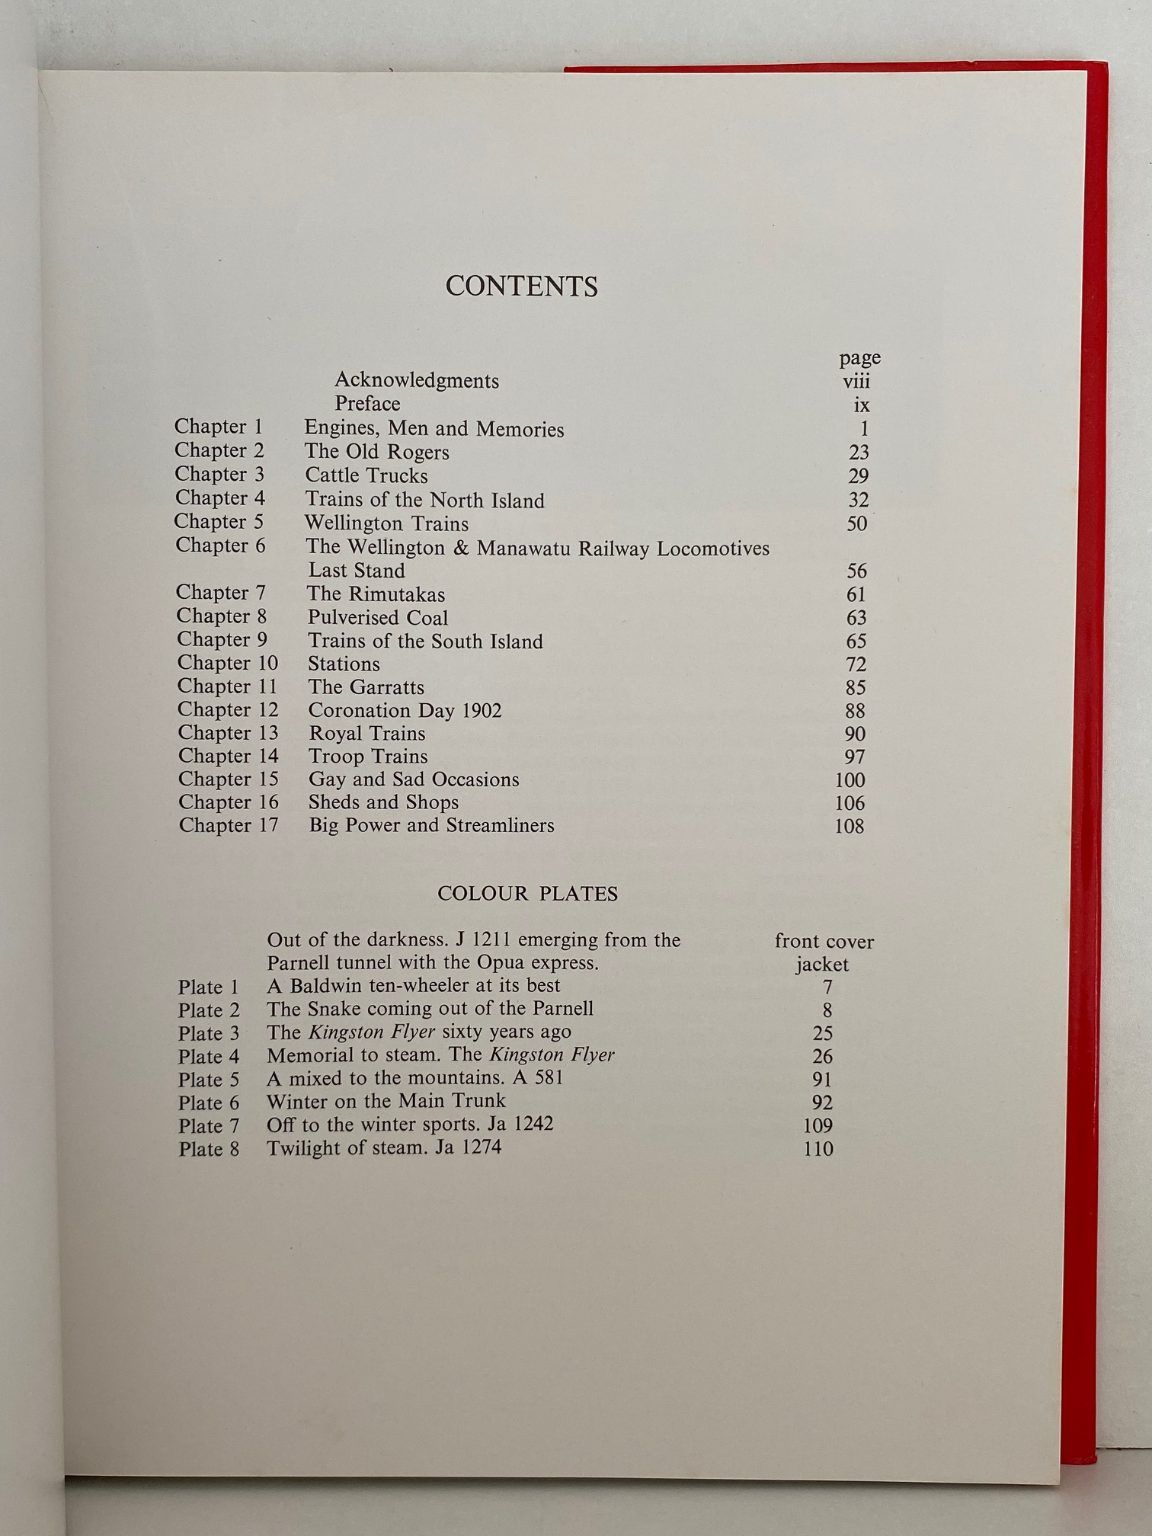 CONTENTS
page
Acknowledgments viii
Preface ix
Chapter 1 Engines, Men and Memories 1
Chapter 2 The Old Rogers 23
Chapter 3 Cattle Trucks 29
Chapter 4 Trains of the North Island 32
Chapter 5 Wellington Trains 50
Chapter 6 The Wellington & Manawatu Railway Locomotives
Last Stand 56
Chapter 7 The Rimutakas 61
Chapter 8 Pulverised Coal 63
Chapter 9 Trains of the South Island 65
Chapter 10 Stations 72
Chapter 11 The Garratts 85
Chapter 12 Coronation Day 1902 88
Chapter 13 Royal Trains 90
Chapter 14 Troop Trains 97
Chapter 15 Gay and Sad Occasions 100
Chapter 16 Sheds and Shops 106
Chapter 17 Big Power and Streamliners 108
COLOUR PLATES
Out of the darkness. J 1211 emerging from the front cover
Parnell tunnel with the Opua express. jacket
Plate 1 A Baldwin ten-wheeler at its best 7
Plate 2 The Snake coming out of the Parnell 8
Plate 3 The Kingston Flyer sixty years ago 25
Plate 4 Memorial to steam. The Kingston Flyer 26
Plate 5 A mixed to the mountains. A 581 91
Plate 6 Winter on the Main Trunk 92
Plate 7 Off to the winter sports. Ja 1242 109
Plate 8 Twilight of steam. Ja 1274 110